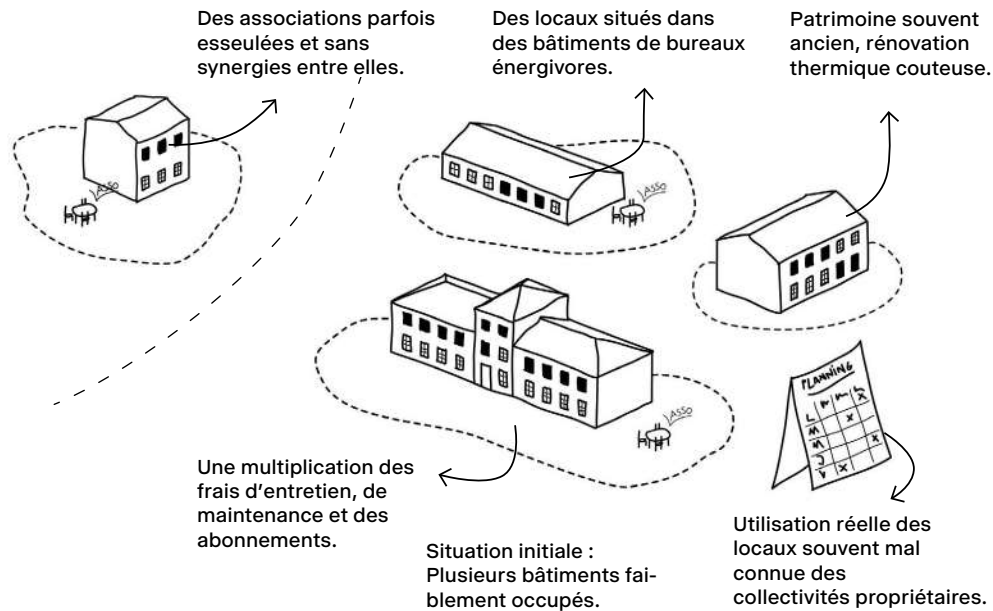 Des associations parfois
esseulées et sans
synergies entre elles.
Des locaux situés dans
des bâtiments de bureaux
énergivores.
Patrimoine souvent
ancien, rénovation
thermique couteuse.
ASSO
ASSO
ASSO
PLANNING
L
M
M
J
V
Une multiplication des
frais d'entretien, de
maintenance et des
abonnements.
Situation initiale :
Plusieurs bâtiments fai-
blement occupés.
Utilisation réelle des
locaux souvent mal
connue des
collectivités propriétaires.